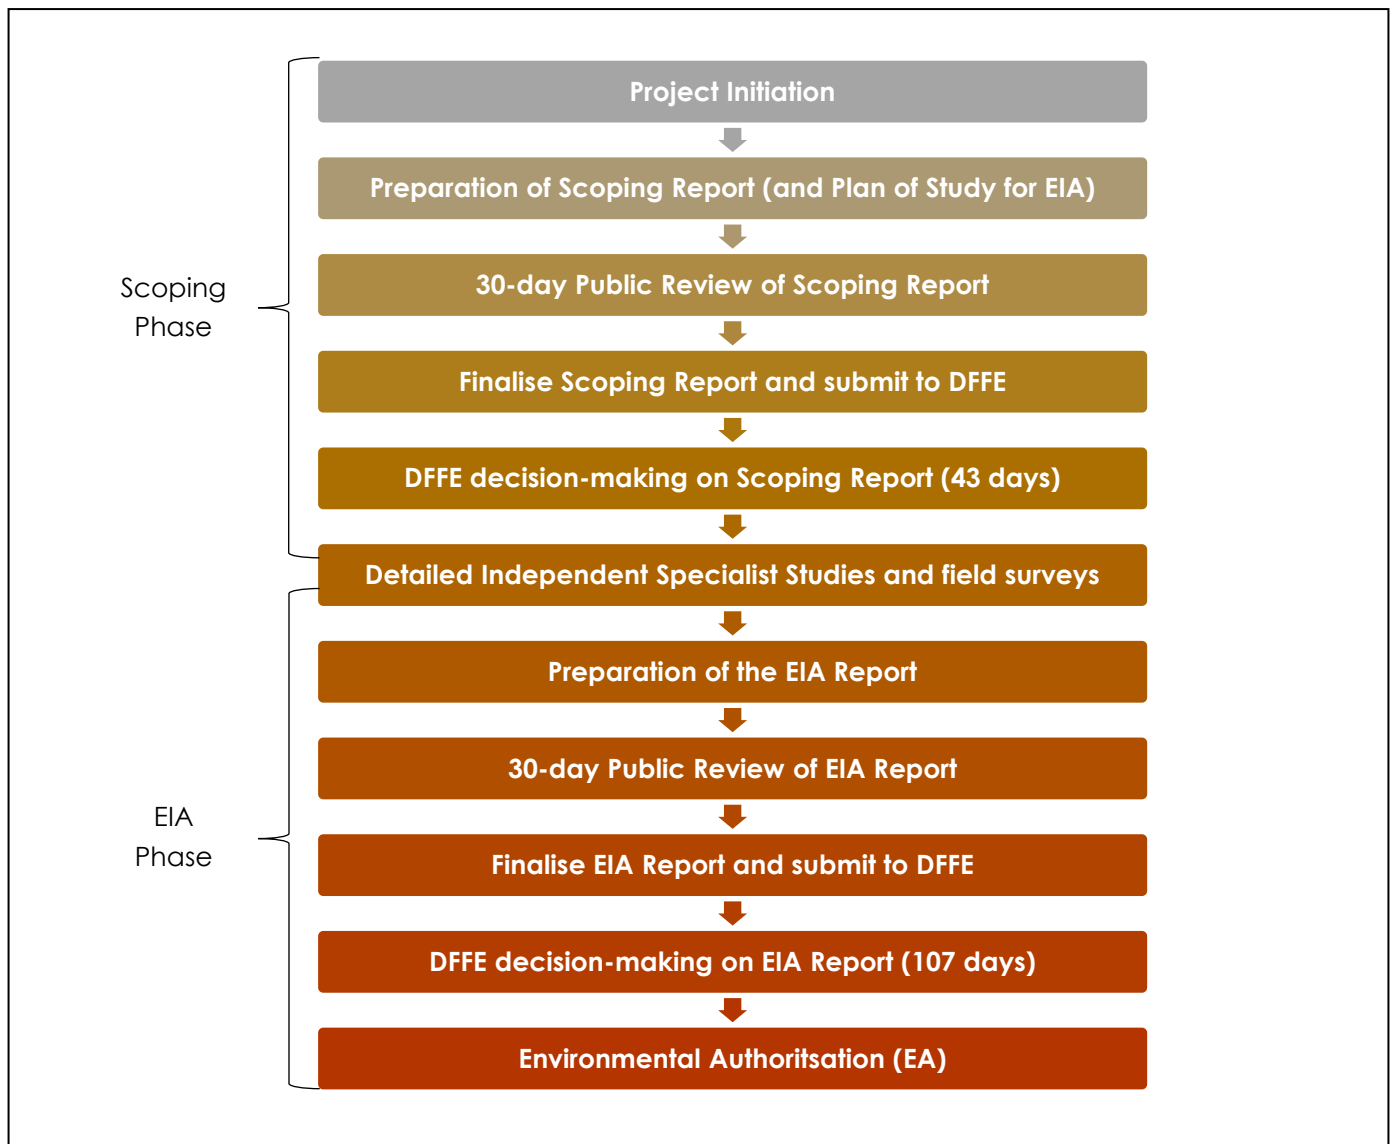 Project Initiation
Preparation of Scoping Report (and Plan of Study for EIA)
30-day Public Review of Scoping Report
Scoping
Phase
Finalise Scoping Report and submit to DFFE
DFFE decision-making on Scoping Report (43 days)
Detailed Independent Specialist Studies and field surveys
Preparation of the EIA Report
30-day Public Review of EIA Report
EIA
Phase
Finalise EIA Report and submit to DFFE
DFFE decision-making on EIA Report (107 days)
Environmental Authoritsation (EA)